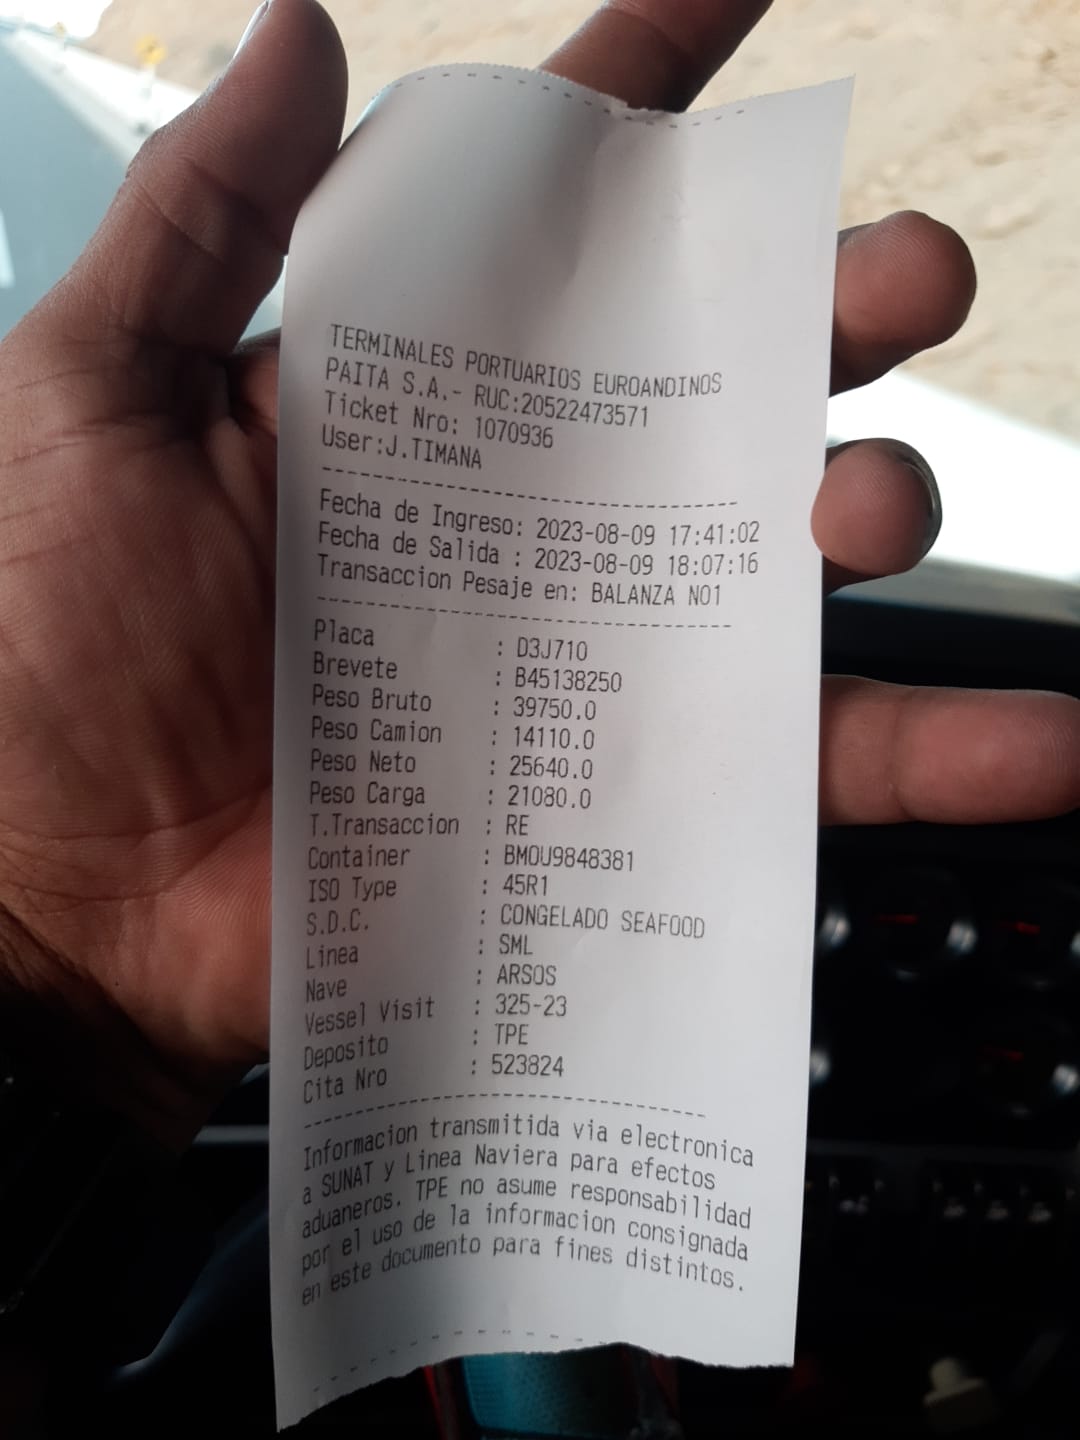 TERMINALES PORTUARIOS EUROANDINOS
PAITA S.A.- RUC:20522473571
Ticket Nro: 1070936
User:J.TIMANA
Fecha de Ingreso: 2023-08-09 17:41:02
Fecha de Salida : 2023-08-09 18:07:16
Transaccion Pesaje en: BALANZA NO1
Placa : D3J710
Brevete : B45138250
Peso Bruto : 39750.0
Peso Camion : 14110.0
Peso Neto : 25640.0
Peso Carga : 21080.0
T.Transaccion : RE
Container : BMOU9848381
ISO Type : 45R1
S.D.C. : CONGELADO SEAFOOD
Linea : SML
Nave : ARSOS
Vessel Visit : 325-23
Deposito : TPE
Cita Nro : 523824
Informacion transmitida via electronica
a SUNAT y Linea Naviera para efectos
aduaneros. TPE no asume responsabilidad
por el uso de la informacion consignada
en este documento para fines distintos.